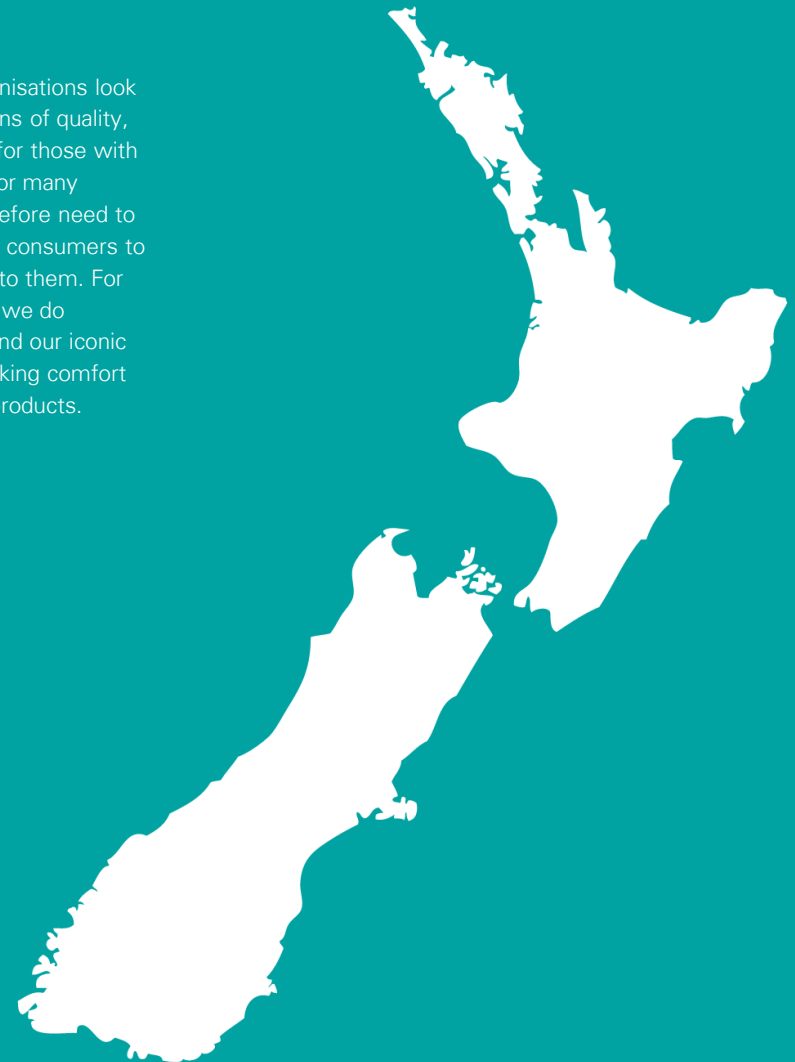 nisations look
ns of quality,
for those with
or many
efore need to
consumers to
to them. For
we do
nd our iconic
king comfort
roducts.